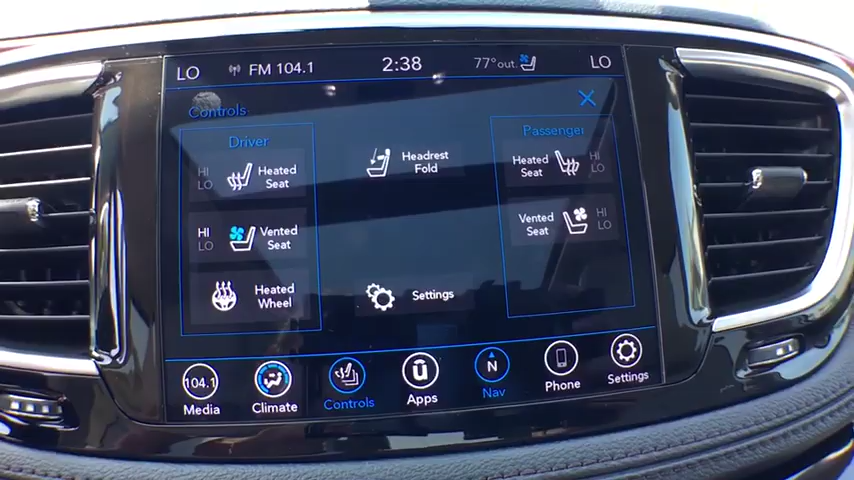 LO FM 104.1 2:38 77° out. LO
Controls
Driver
HI
LO
Heated
Seat
HI
LO
Vented
Seat
Heated
Wheel
Headrest
Fold
Settings
Passenger
Heated
Seat
HI
LO
Vented
Seat
HI
LO
104.1
Media
Climate
Controls
U
Apps
N
Nav
Phone
Settings